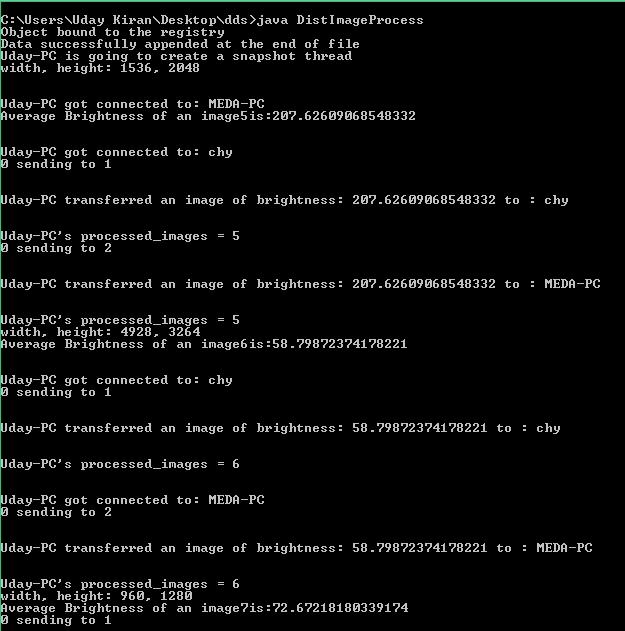 C:\Users\Uday Kiran\Desktop\dds>java DistImageProcess
Object bound to the registry
Data successfully appended at the end of file
Uday-PC is going to create a snapshot thread
width, height: 1536, 2048
Uday-PC got connected to: MEDA-PC
Average Brightness of an image5is:207.62609068548332
Uday-PC got connected to: chy
0 sending to 1
Uday-PC transferred an image of brightness: 207.62609068548332 to : chy
Uday-PC's processed_images = 5
0 sending to 2
Uday-PC transferred an image of brightness: 207.62609068548332 to : MEDA-PC
Uday-PC's processed_images = 5
width, height: 4928, 3264
Average Brightness of an image6is:58.79872374178221
Uday-PC got connected to: chy
0 sending to 1
Uday-PC transferred an image of brightness: 58.79872374178221 to : chy
Uday-PC's processed_images = 6
Uday-PC got connected to: MEDA-PC
0 sending to 2
Uday-PC transferred an image of brightness: 58.79872374178221 to : MEDA-PC
Uday-PC's processed_images = 6
width, height: 960, 1280
Average Brightness of an image7is:72.67218180339174
0 sending to 1